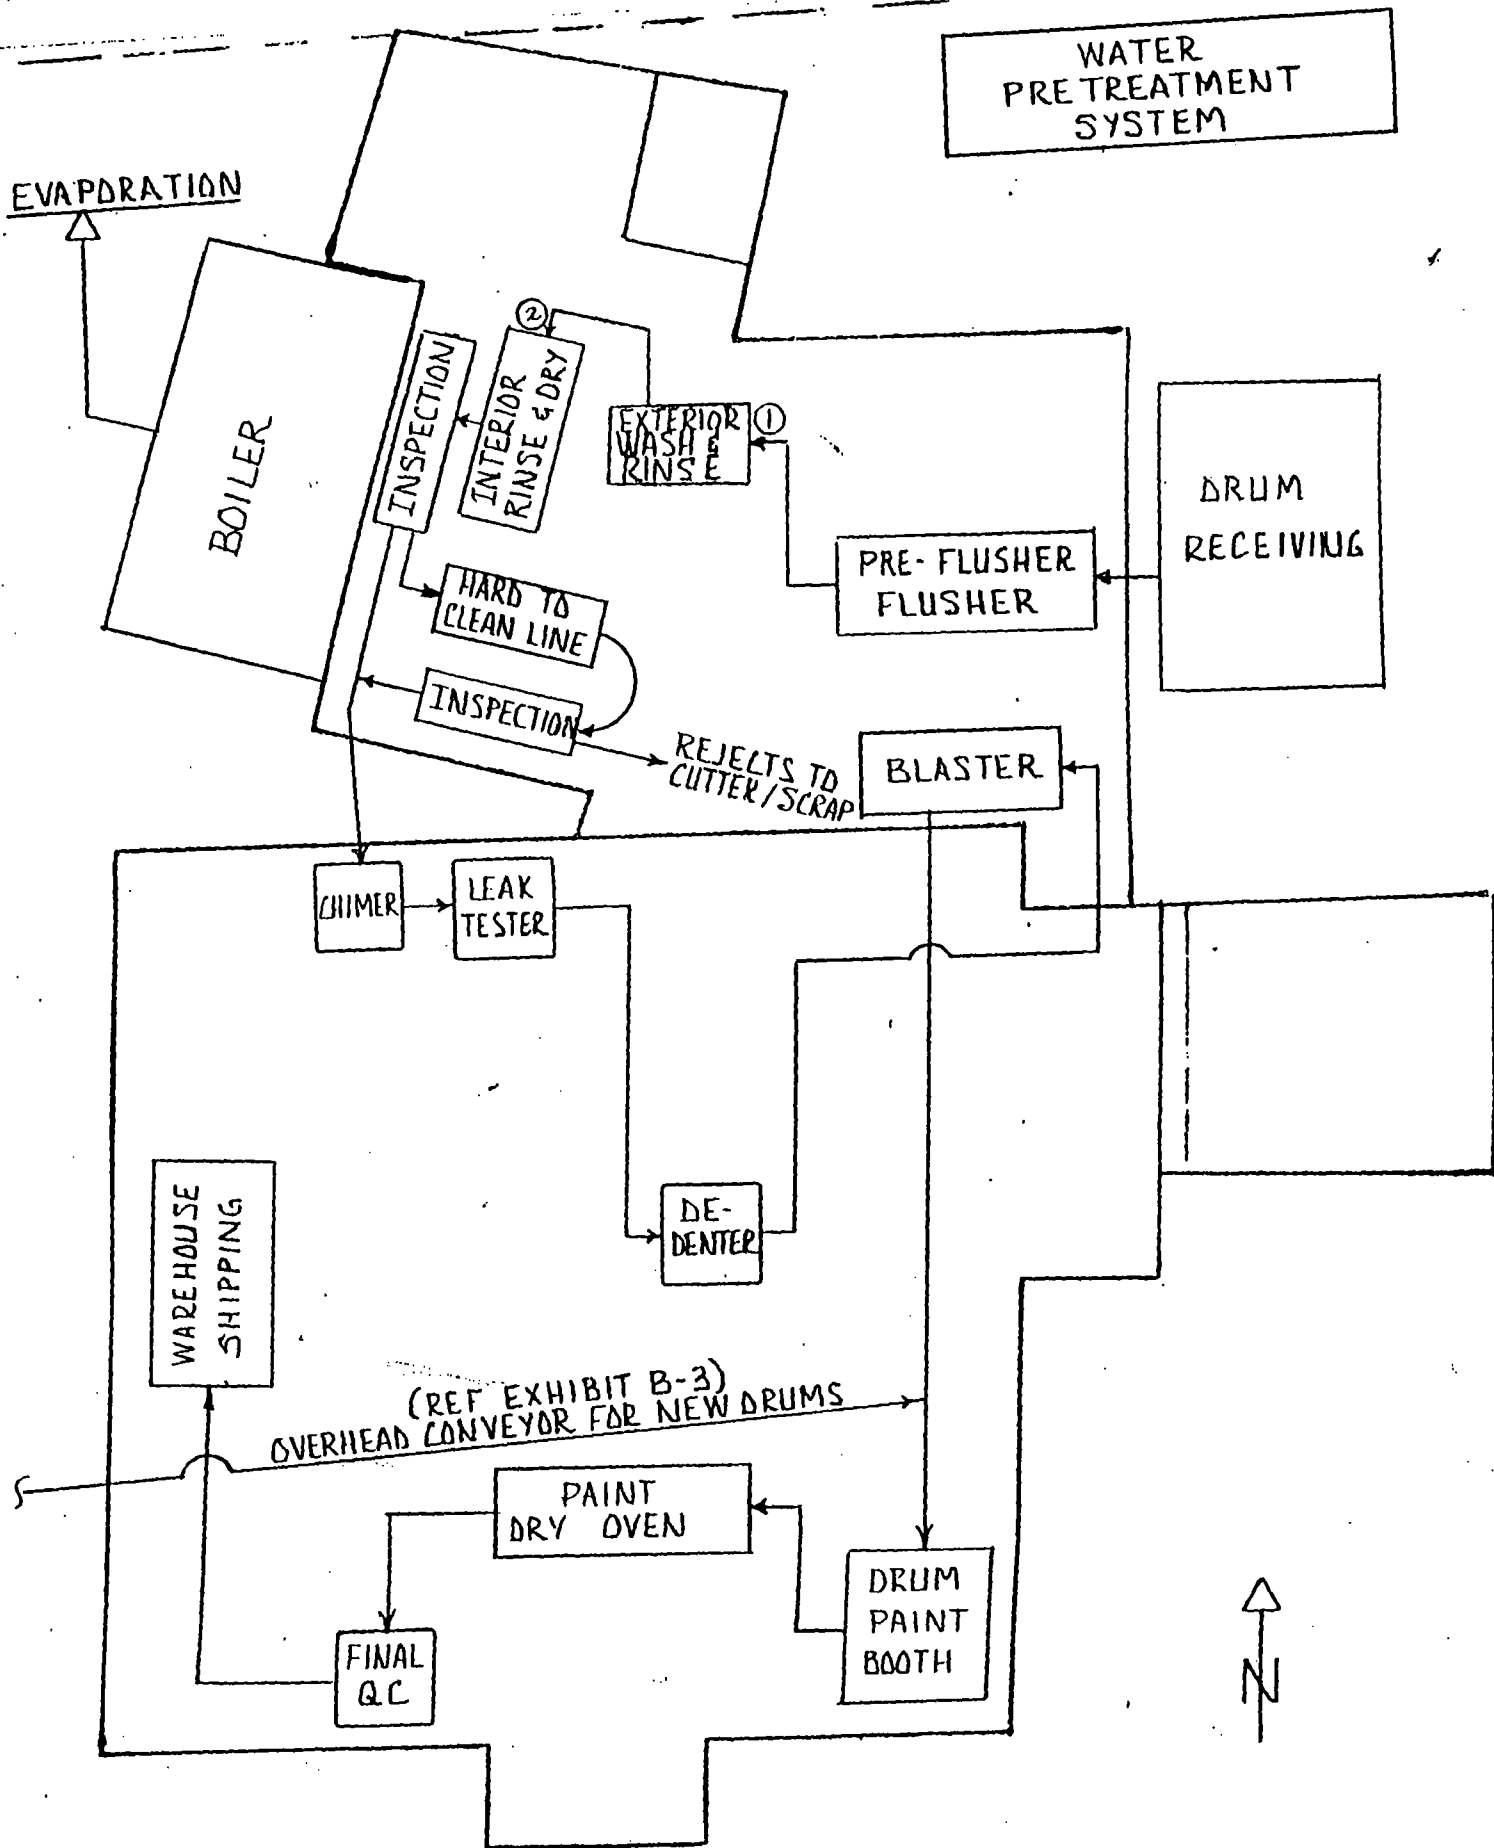 WATER
PRETREATMENT
SYSTEM
EVAPORATION
BOILER
INSPECTION
2
INTERIOR
RINSE & DRY
EXTERIOR
WASH &
RINSE
1
DRUM
RECEIVING
PRE-FLUSHER
FLUSHER
HARD TO
CLEAN LINE
INSPECTION
REJECTS TO
CUTTER/SCRAP
BLASTER
CHIMER
LEAK
TESTER
DE-
DENTER
WAREHOUSE
SHIPPING
(REF EXHIBIT B-3)
OVERHEAD CONVEYOR FOR NEW DRUMS
PAINT
DRY OVEN
DRUM
PAINT
BOOTH
FINAL
QC
N